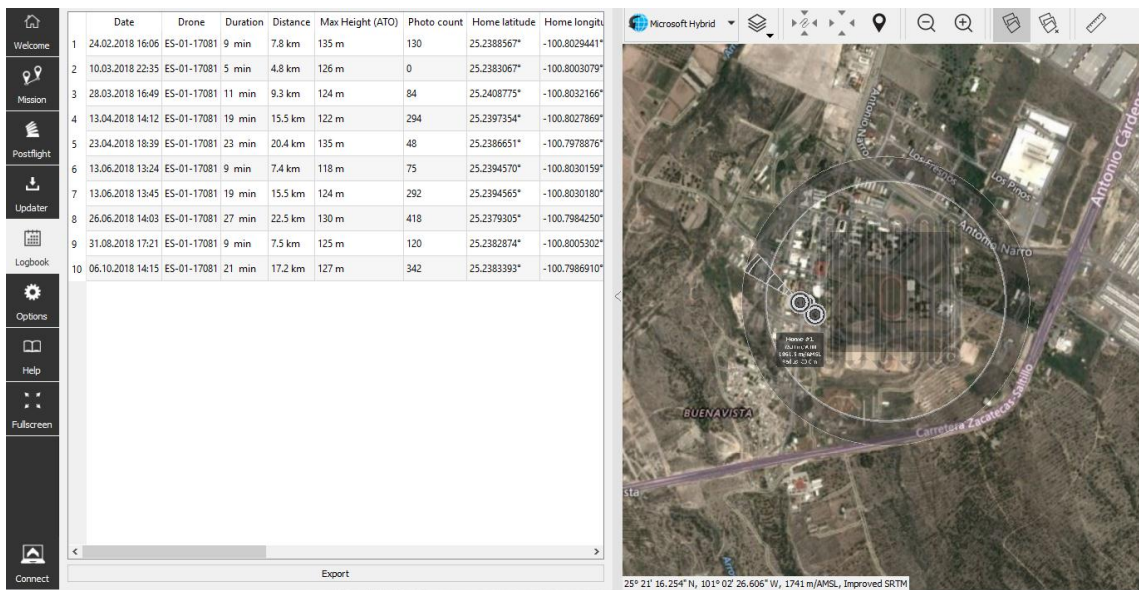 Welcome
Mission
Postflight
Updater
Logbook
Options
Help
Fullscreen
Connect
Date Drone Duration Distance Max Height (ATO) Photo count Home latitude Home longitu
1 24.02.2018 16:06 ES-01-17081 9 min 7.8 km 135 m 130 25.2388567° -100.8029441°
2 10.03.2018 22:35 ES-01-17081 5 min 4.8 km 126 m 0 25.2383067° -100.8003079°
3 28.03.2018 16:49 ES-01-17081 11 min 9.3 km 124 m 84 25.2408775° -100.8032166°
4 13.04.2018 14:12 ES-01-17081 19 min 15.5 km 122 m 294 25.2397354° -100.8027869°
5 23.04.2018 18:39 ES-01-17081 23 min 20.4 km 135 m 48 25.2386651° -100.7978876°
6 13.06.2018 13:24 ES-01-17081 9 min 7.4 km 118 m 75 25.2394570° -100.8030159°
7 13.06.2018 13:45 ES-01-17081 19 min 15.5 km 124 m 292 25.2394565° -100.8030180°
8 26.06.2018 14:03 ES-01-17081 27 min 22.5 km 130 m 418 25.2379305° -100.7984250°
9 31.08.2018 17:21 ES-01-17081 9 min 7.5 km 125 m 120 25.2382874° -100.8005302°
10 06.10.2018 14:15 ES-01-17081 21 min 17.2 km 127 m 342 25.2383393° -100.7986910°
Export
Microsoft Hybrid
Antonio Narro
Los Fresnos
Los Pinos
Antonio Cárde
Antonio Narro
Home #1
BUENAVISTA
Carretera Zacatecas-Saltillo
sta
Arro
25° 21' 16.254" N, 101° 02' 26.606" W, 1741 m/AMSL, Improved SRTM